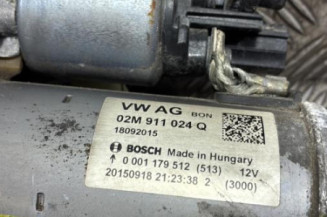 VW AG BON
02M 911 024 Q
18092015
BOSCH Made in Hungary
0 001 179 512 (513) 12V
20150918 21:23:38 2 (3000)